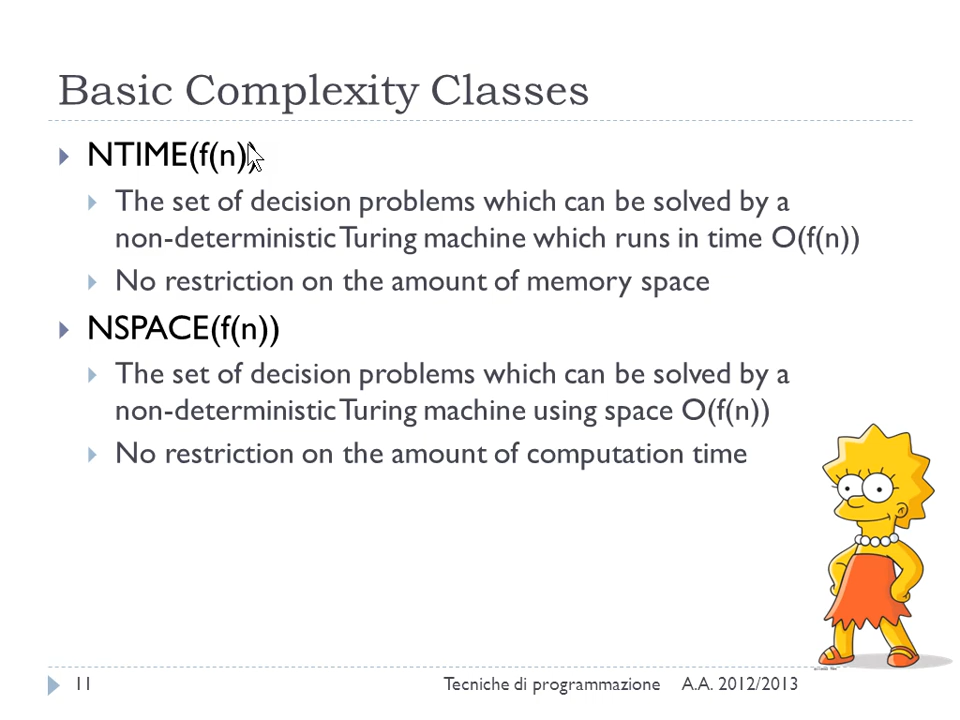 Basic Complexity Classes
NTIME(f(n))
The set of decision problems which can be solved by a
non-deterministic Turing machine which runs in time O(f(n))
No restriction on the amount of memory space
NSPACE(f(n))
The set of decision problems which can be solved by a
non-deterministic Turing machine using space O(f(n))
No restriction on the amount of computation time
11 Tecniche di programmazione A.A. 2012/2013